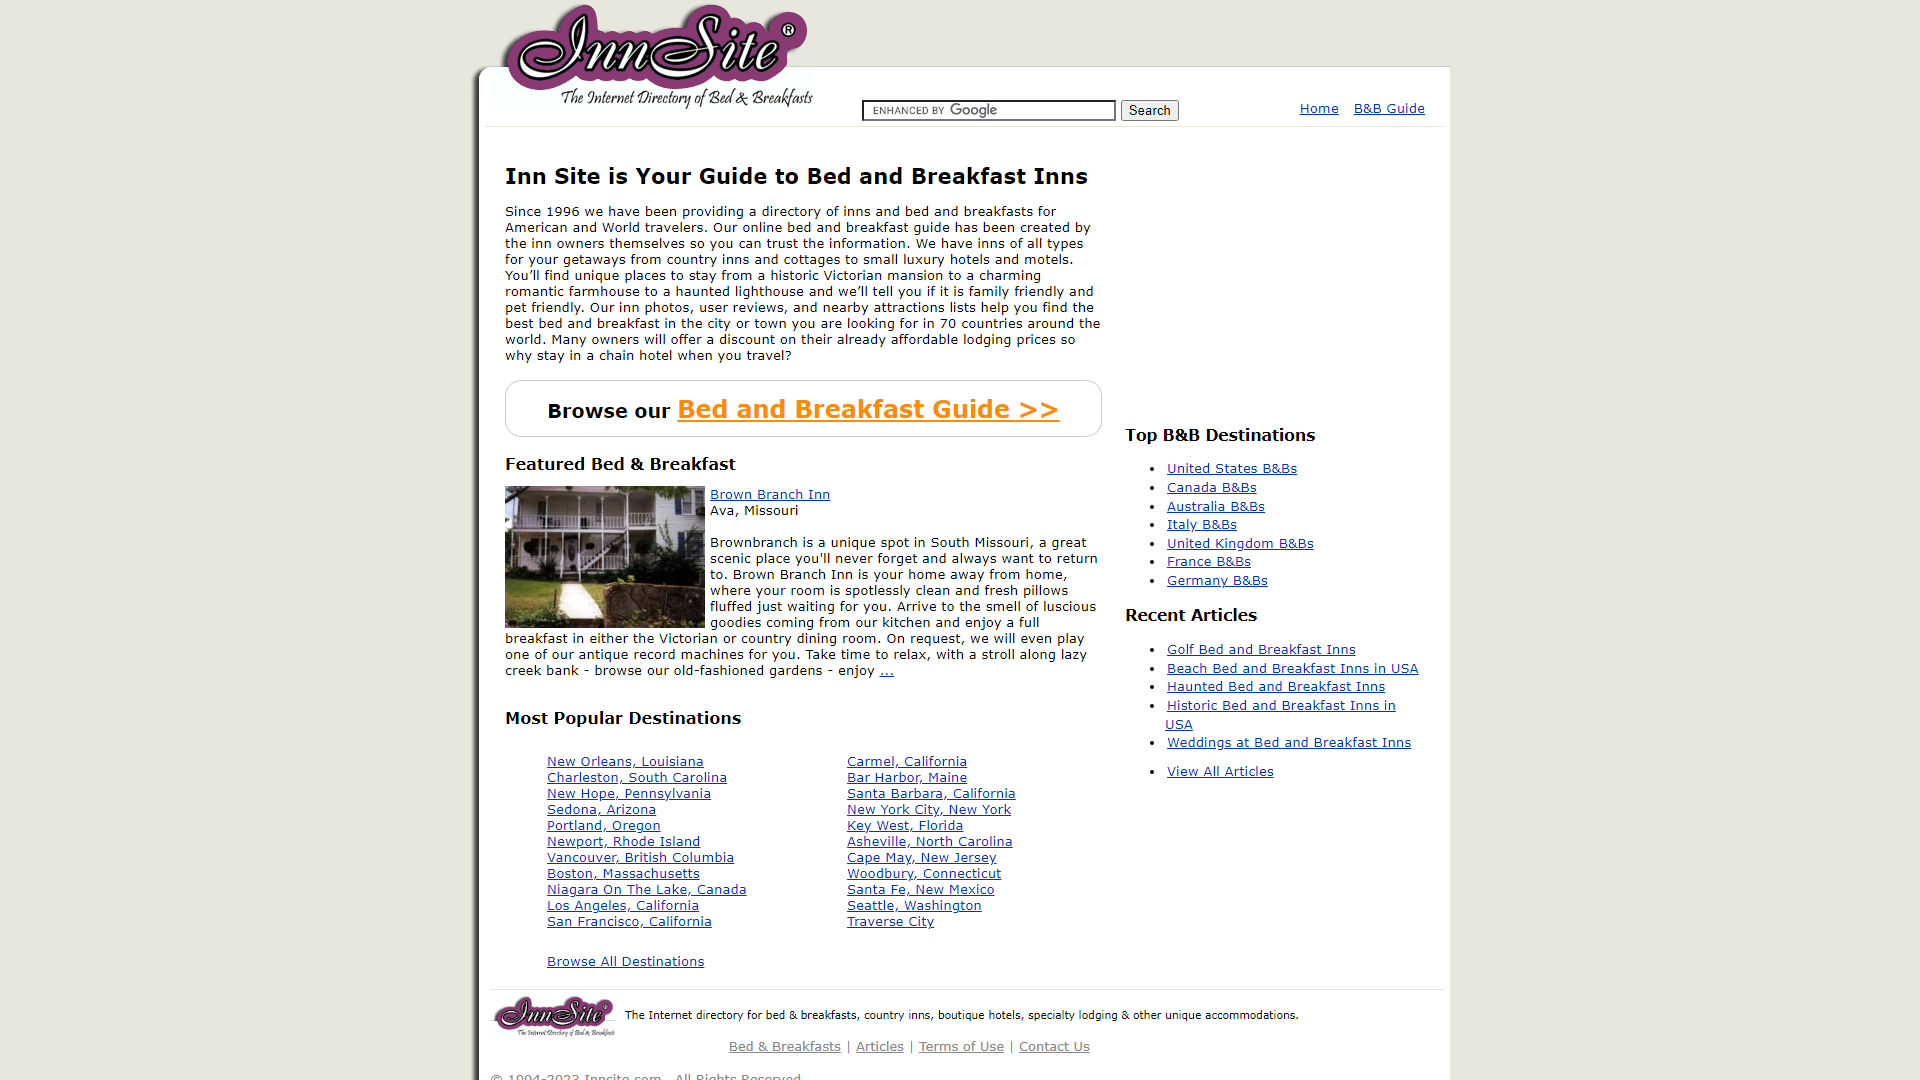 InnSite®
The Internet Directory of Bed & Breakfasts
ENHANCED BY Google
Search
Home
B&B Guide
Inn Site is Your Guide to Bed and Breakfast Inns
Since 1996 we have been providing a directory of inns and bed and breakfasts for
American and World travelers. Our online bed and breakfast guide has been created by
the inn owners themselves so you can trust the information. We have inns of all types
for your getaways from country inns and cottages to small luxury hotels and motels.
You’ll find unique places to stay from a historic Victorian mansion to a charming
romantic farmhouse to a haunted lighthouse and we’ll tell you if it is family friendly and
pet friendly. Our inn photos, user reviews, and nearby attractions lists help you find the
best bed and breakfast in the city or town you are looking for in 70 countries around the
world. Many owners will offer a discount on their already affordable lodging prices so
why stay in a chain hotel when you travel?
Browse our Bed and Breakfast Guide >>
Featured Bed & Breakfast
Brown Branch Inn
Ava, Missouri
Brownbranch is a unique spot in South Missouri, a great
scenic place you'll never forget and always want to return
to. Brown Branch Inn is your home away from home,
where your room is spotlessly clean and fresh pillows
fluffed just waiting for you. Arrive to the smell of luscious
goodies coming from our kitchen and enjoy a full
breakfast in either the Victorian or country dining room. On request, we will even play
one of our antique record machines for you. Take time to relax, with a stroll along lazy
creek bank - browse our old-fashioned gardens - enjoy ...
Most Popular Destinations
New Orleans, Louisiana
Charleston, South Carolina
New Hope, Pennsylvania
Sedona, Arizona
Portland, Oregon
Newport, Rhode Island
Vancouver, British Columbia
Boston, Massachusetts
Niagara On The Lake, Canada
Los Angeles, California
San Francisco, California
Carmel, California
Bar Harbor, Maine
Santa Barbara, California
New York City, New York
Key West, Florida
Asheville, North Carolina
Cape May, New Jersey
Woodbury, Connecticut
Santa Fe, New Mexico
Seattle, Washington
Traverse City
Browse All Destinations
Top B&B Destinations
United States B&Bs
Canada B&Bs
Australia B&Bs
Italy B&Bs
United Kingdom B&Bs
France B&Bs
Germany B&Bs
Recent Articles
Golf Bed and Breakfast Inns
Beach Bed and Breakfast Inns in USA
Haunted Bed and Breakfast Inns
Historic Bed and Breakfast Inns in
USA
Weddings at Bed and Breakfast Inns
View All Articles
InnSite®
The Internet Directory of Bed & Breakfasts
The Internet directory for bed & breakfasts, country inns, boutique hotels, specialty lodging & other unique accommodations.
Bed & Breakfasts | Articles | Terms of Use | Contact Us
© 1994-2023 Innsite.com - All Rights Reserved